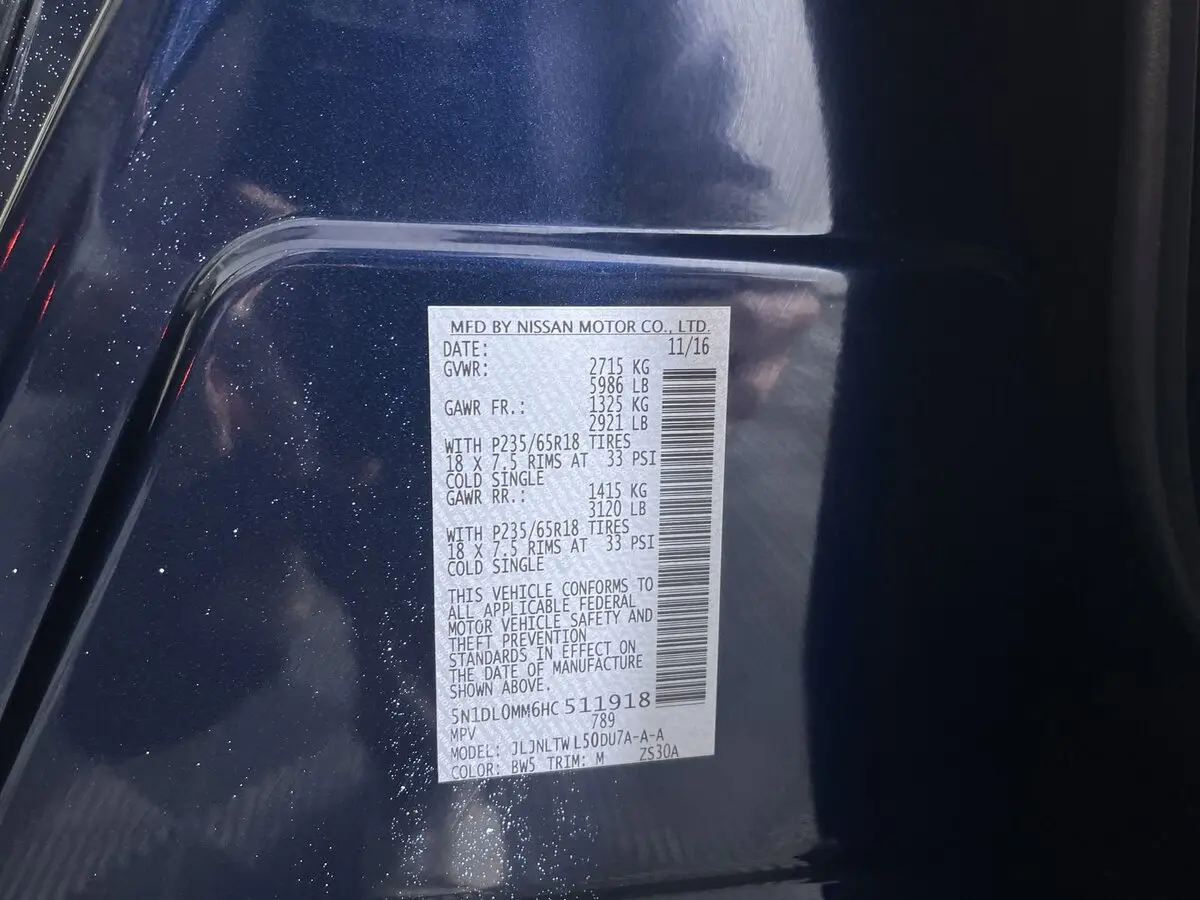 MFD BY NISSAN MOTOR CO., LTD.
DATE: 11/16
GVWR: 2715 KG
5986 LB
GAWR FR.: 1325 KG
2921 LB
WITH P235/65R18 TIRES
18 X 7.5 RIMS AT 33 PSI
COLD SINGLE
GAWR RR.: 1415 KG
3120 LB
WITH P235/65R18 TIRES
18 X 7.5 RIMS AT 33 PSI
COLD SINGLE
THIS VEHICLE CONFORMS TO
ALL APPLICABLE FEDERAL
MOTOR VEHICLE SAFETY AND
THEFT PREVENTION
STANDARDS IN EFFECT ON
THE DATE OF MANUFACTURE
SHOWN ABOVE.
5N1DL0MM6HC 511918
MPV 789
MODEL: JLJNLTWL50DU7A-A-A
COLOR: BW5 TRIM: M ZS30A